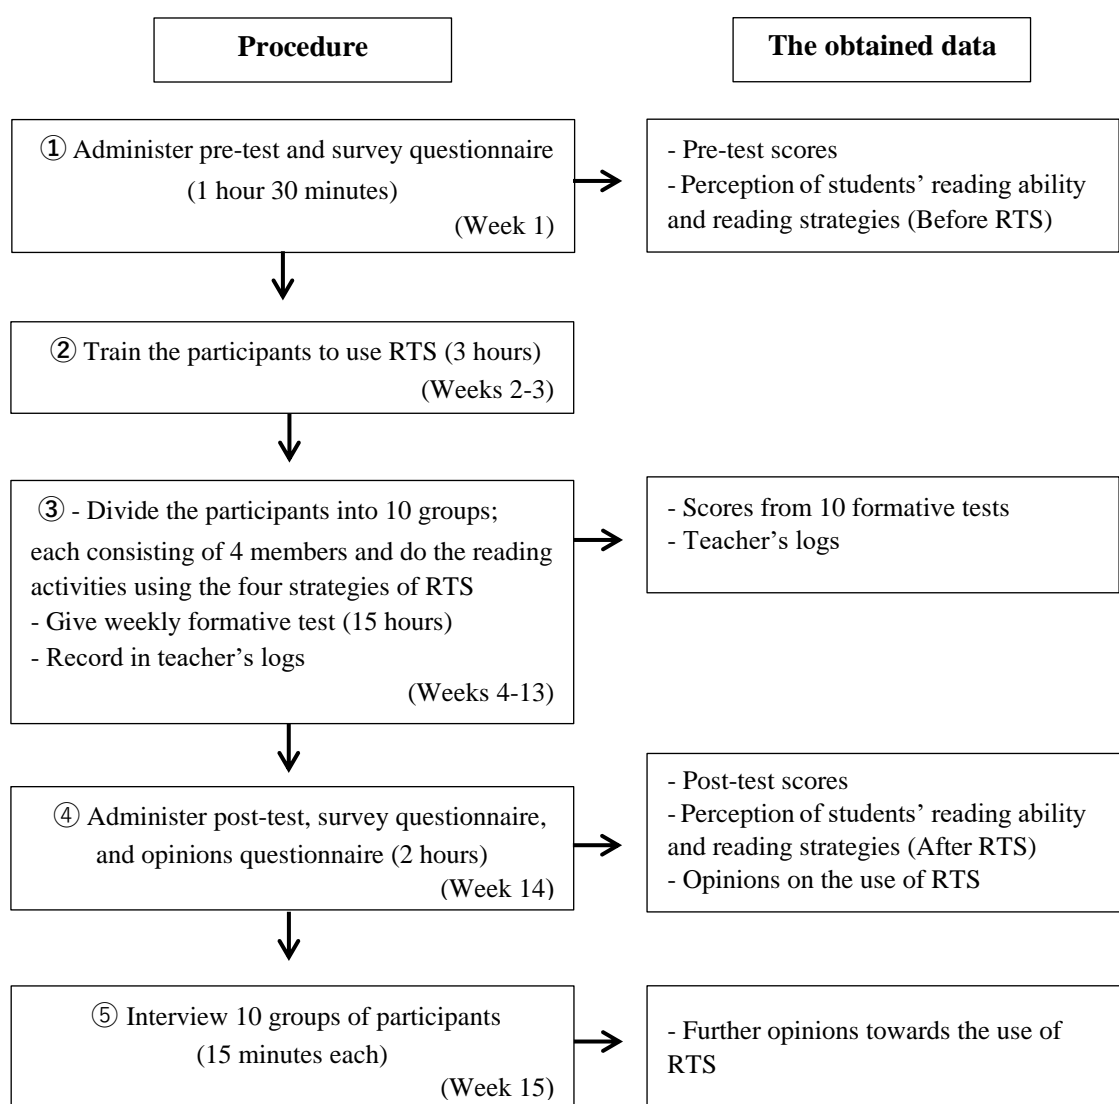 Procedure
The obtained data
① Administer pre-test and survey questionnaire
(1 hour 30 minutes)
(Week 1)
- Pre-test scores
- Perception of students’ reading ability
and reading strategies (Before RTS)
② Train the participants to use RTS (3 hours)
(Weeks 2-3)
③ - Divide the participants into 10 groups;
each consisting of 4 members and do the reading
activities using the four strategies of RTS
- Give weekly formative test (15 hours)
- Record in teacher’s logs
(Weeks 4-13)
- Scores from 10 formative tests
- Teacher’s logs
④ Administer post-test, survey questionnaire,
and opinions questionnaire (2 hours)
(Week 14)
- Post-test scores
- Perception of students’ reading ability
and reading strategies (After RTS)
- Opinions on the use of RTS
⑤ Interview 10 groups of participants
(15 minutes each)
(Week 15)
- Further opinions towards the use of
RTS